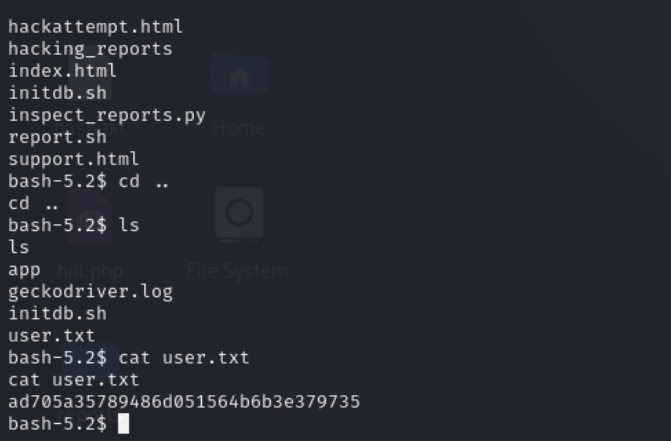 hackattempt.html
hacking_reports
index.html
initdb.sh
inspect_reports.py
report.sh
Home
support.html
bash-5.2$ cd ..
cd ..
bash-5.2$ ls
ls
app
hiii.php
File System
geckodriver.log
initdb.sh
user.txt
bash-5.2$ cat user.txt
cat user.txt
ad705a35789486d051564b6b3e379735
bash-5.2$